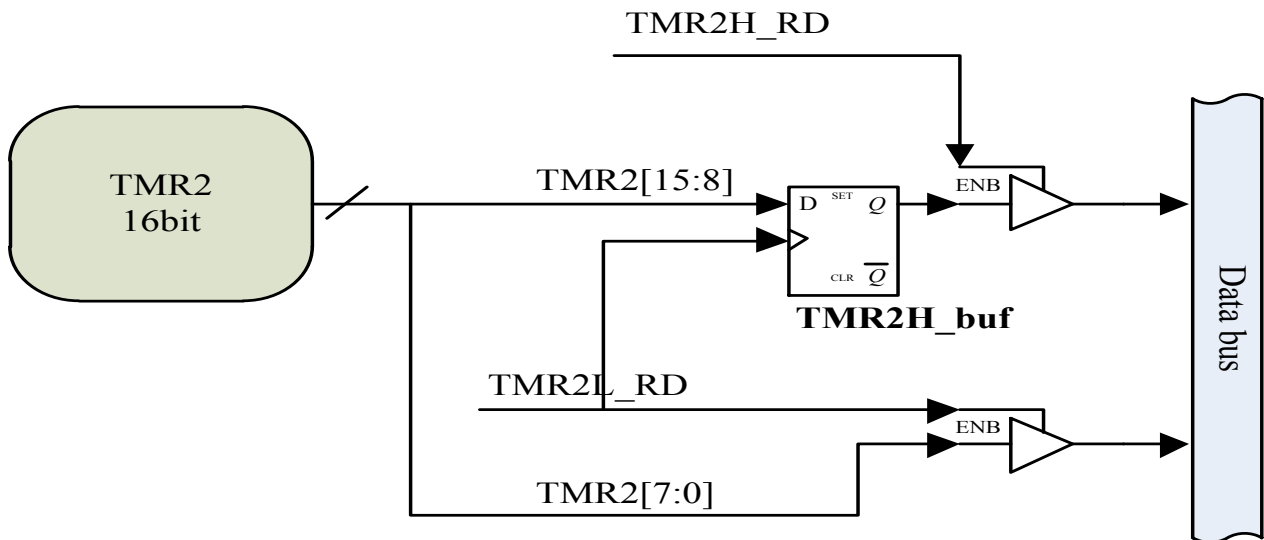 TMR2H_RD
TMR2
16bit
TMR2[15:8]
D
SET
Q
CLR
Q
TMR2H_buf
ENB
TMR2L_RD
ENB
TMR2[7:0]
Data bus